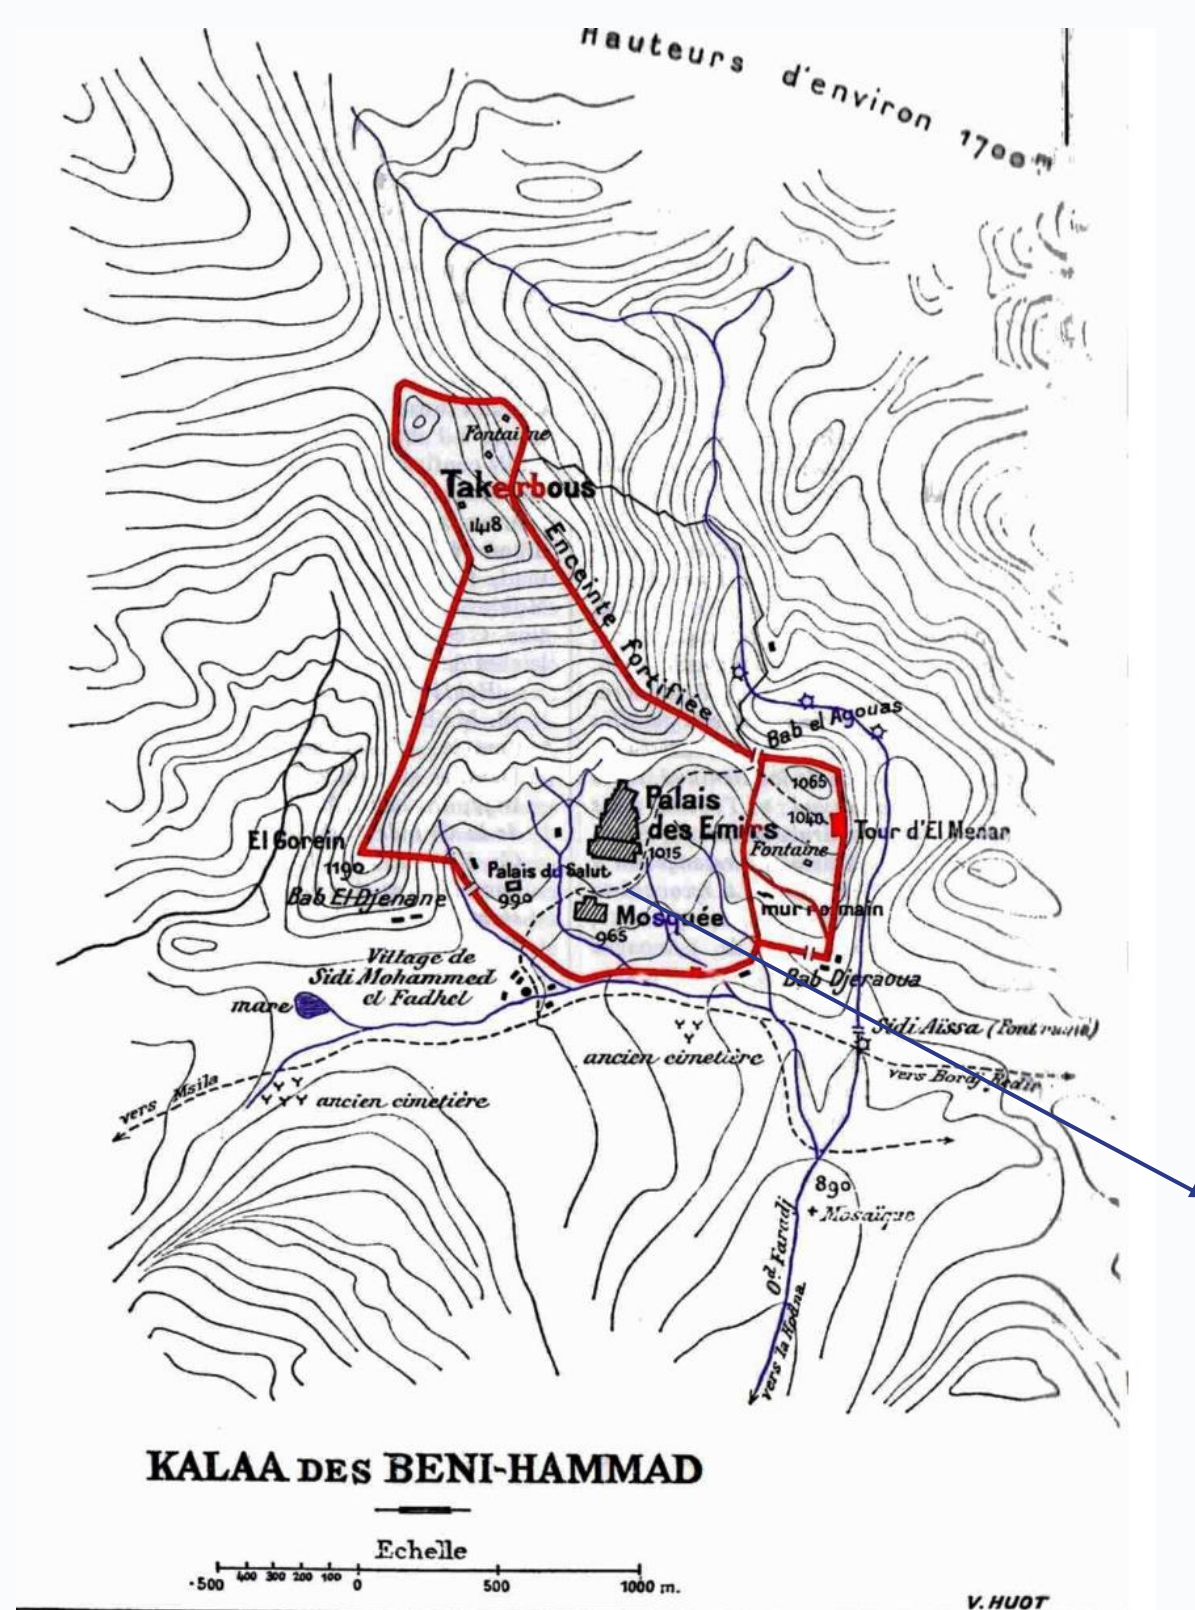 Hauteurs d'environ 1700 m
Fontaine
Takerbous
1418
Enceinte fortifiée
Bab el Agouas
1065
Palais
des Emirs
1040
Tour d'El Menar
El Gorein
1015
Fontaine
1190
Palais du Salut
Bab El Djenane
990
mur romain
Mosquée
965
Village de
Sidi Mohammed
el Fadhel
Bab Djeraoua
mare
Sidi Aïssa
ancien cimetière
vers Bordj Redir
vers Msila
ancien cimetière
890
+ Mosaïque
Od Faradj
vers la Hodna
KALAA DES BENI-HAMMAD
Echelle
500 400 300 200 100 0 500 1000 m.
V. HUOT